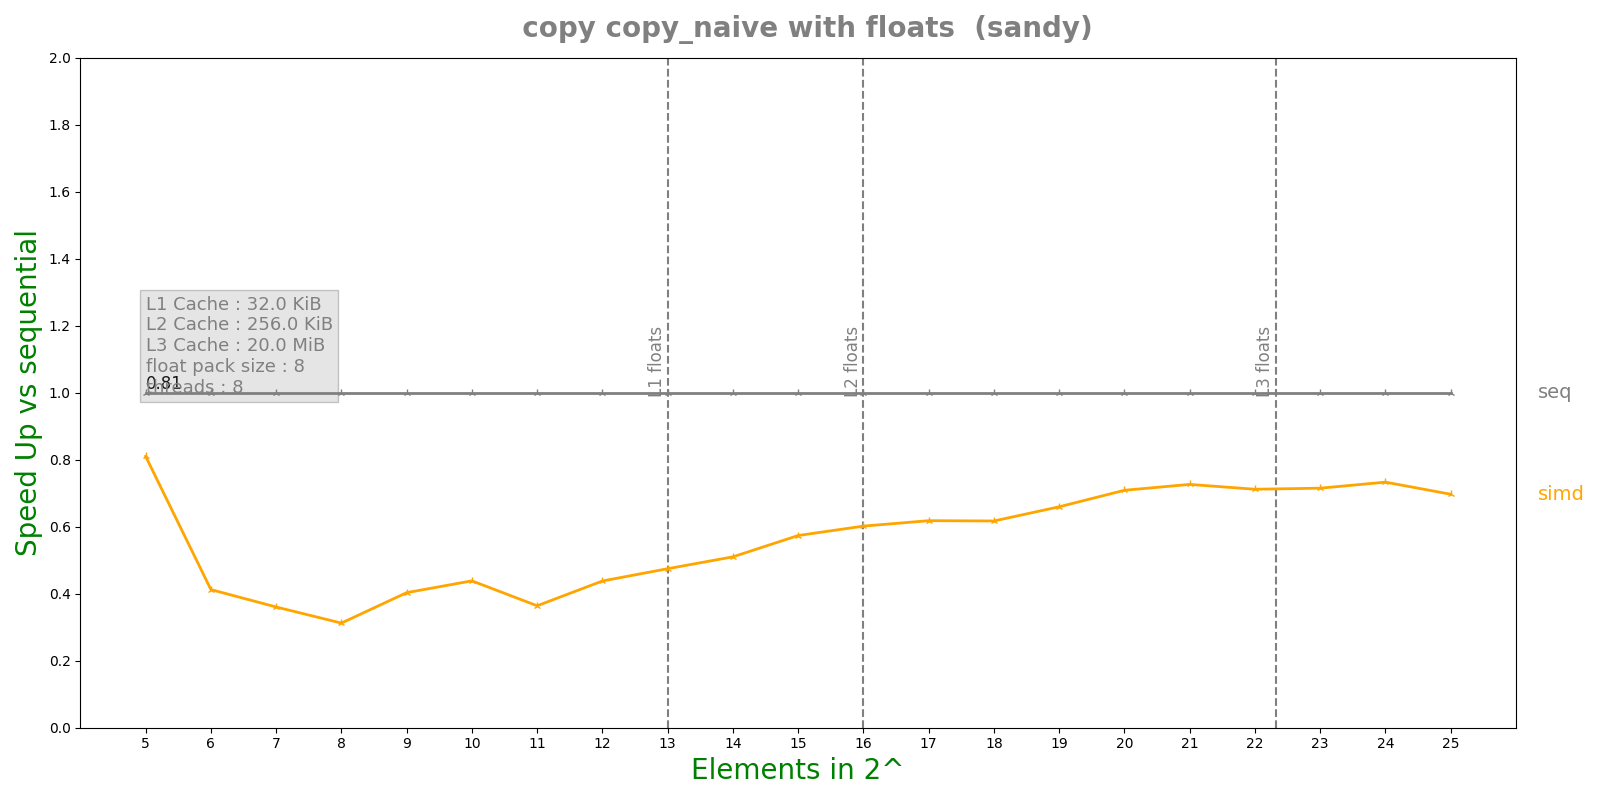 copy copy_naive with floats  (sandy)
Speed Up vs sequential
2.0
1.8
1.6
1.4
1.2
1.0
0.8
0.6
0.4
0.2
0.0
L1 Cache : 32.0 KiB
L2 Cache : 256.0 KiB
L3 Cache : 20.0 MiB
float pack size : 8
threads : 8
0.81
L1 floats
L2 floats
L3 floats
seq
simd
5 6 7 8 9 10 11 12 13 14 15 16 17 18 19 20 21 22 23 24 25
Elements in 2^